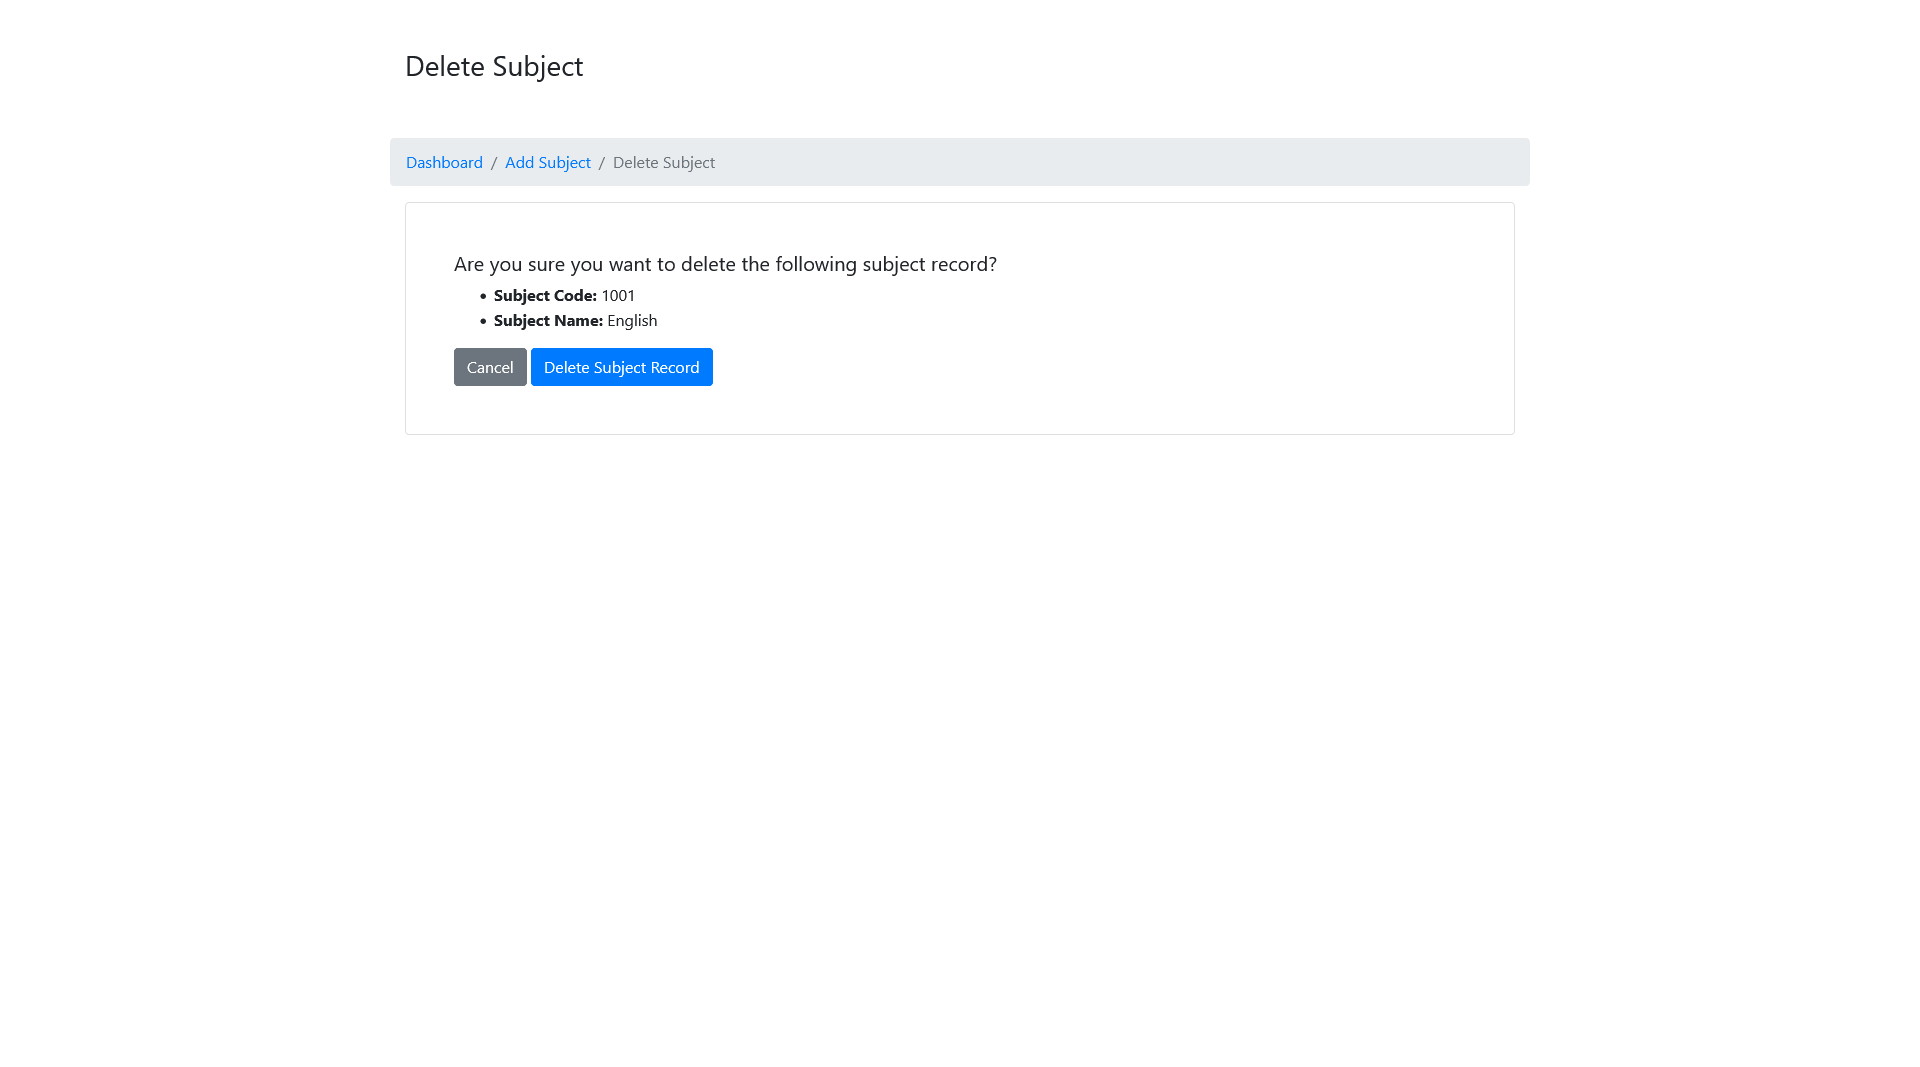 Delete Subject
Dashboard / Add Subject / Delete Subject
Are you sure you want to delete the following subject record?
• Subject Code: 1001
• Subject Name: English
Cancel Delete Subject Record